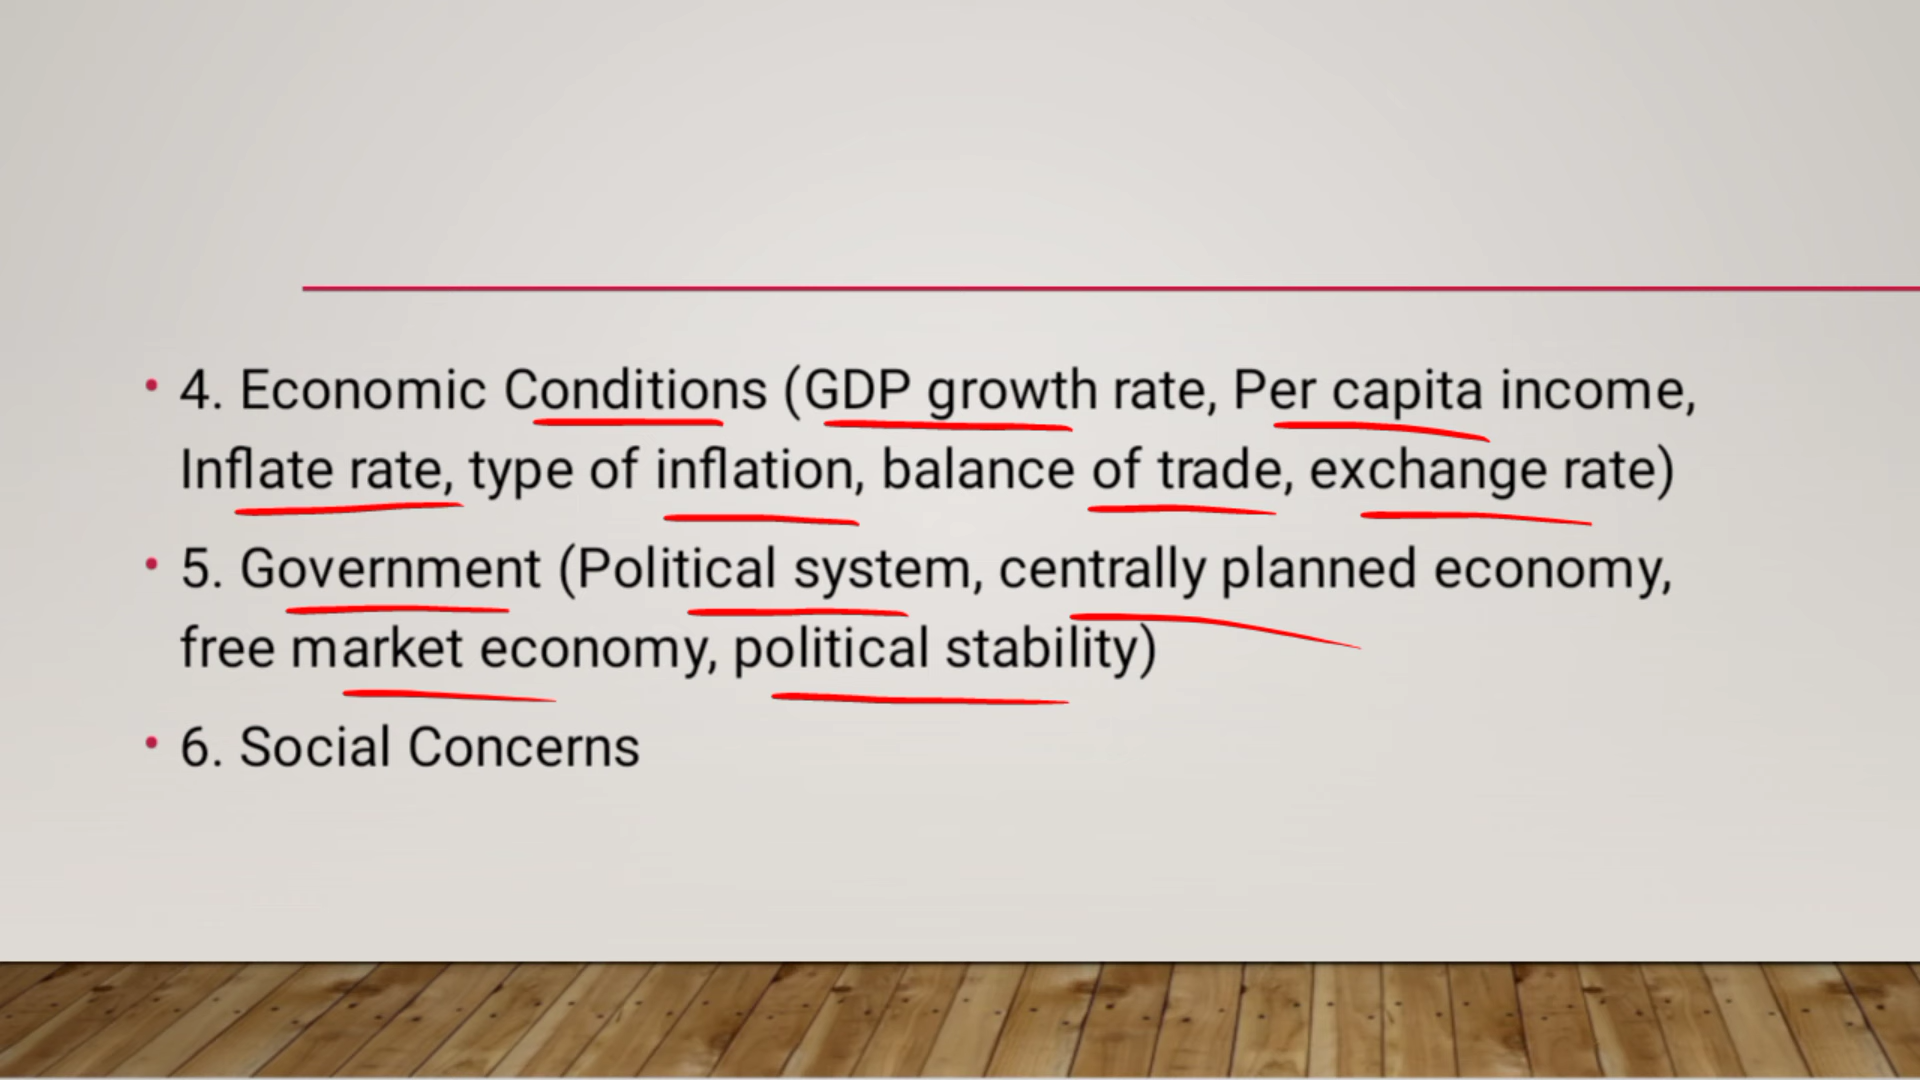 • 4. Economic Conditions (GDP growth rate, Per capita income,
Inflate rate, type of inflation, balance of trade, exchange rate)
• 5. Government (Political system, centrally planned economy,
free market economy, political stability)
• 6. Social Concerns